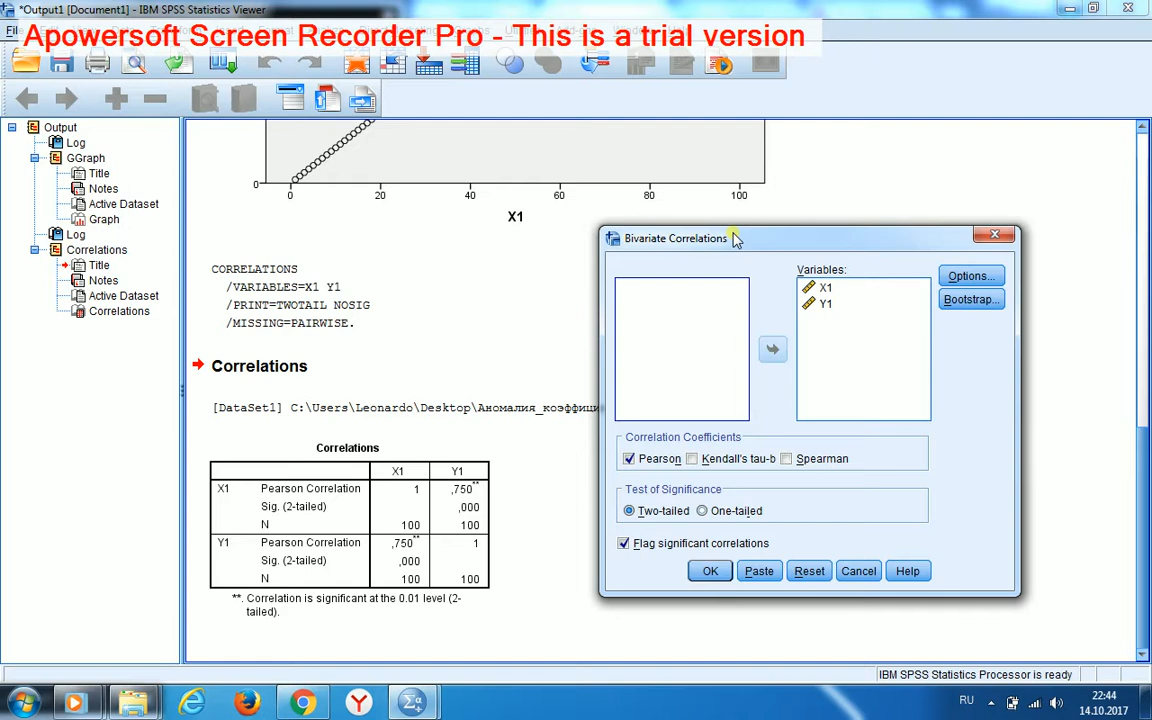 *Output1 [Document1] - IBM SPSS Statistics Viewer
Apowersoft Screen Recorder Pro - This is a trial version
Output
Log
GGraph
Title
Notes
Active Dataset
Graph
Log
Correlations
Title
Notes
Active Dataset
Correlations
0
0 20 40 60 80 100
X1
CORRELATIONS
/VARIABLES=X1 Y1
/PRINT=TWOTAIL NOSIG
/MISSING=PAIRWISE.
Correlations
[DataSet1] C:\Users\Leonardo\Desktop\Аномалия_коэффици
Correlations
X1 Y1
X1 Pearson Correlation 1 ,750**
Sig. (2-tailed) ,000
N 100 100
Y1 Pearson Correlation ,750** 1
Sig. (2-tailed) ,000
N 100 100
**. Correlation is significant at the 0.01 level (2-
tailed).
Bivariate Correlations
Variables:
X1
Y1
Options...
Bootstrap...
Correlation Coefficients
Pearson Kendall's tau-b Spearman
Test of Significance
Two-tailed One-tailed
Flag significant correlations
OK Paste Reset Cancel Help
IBM SPSS Statistics Processor is ready
RU
22:44
14.10.2017